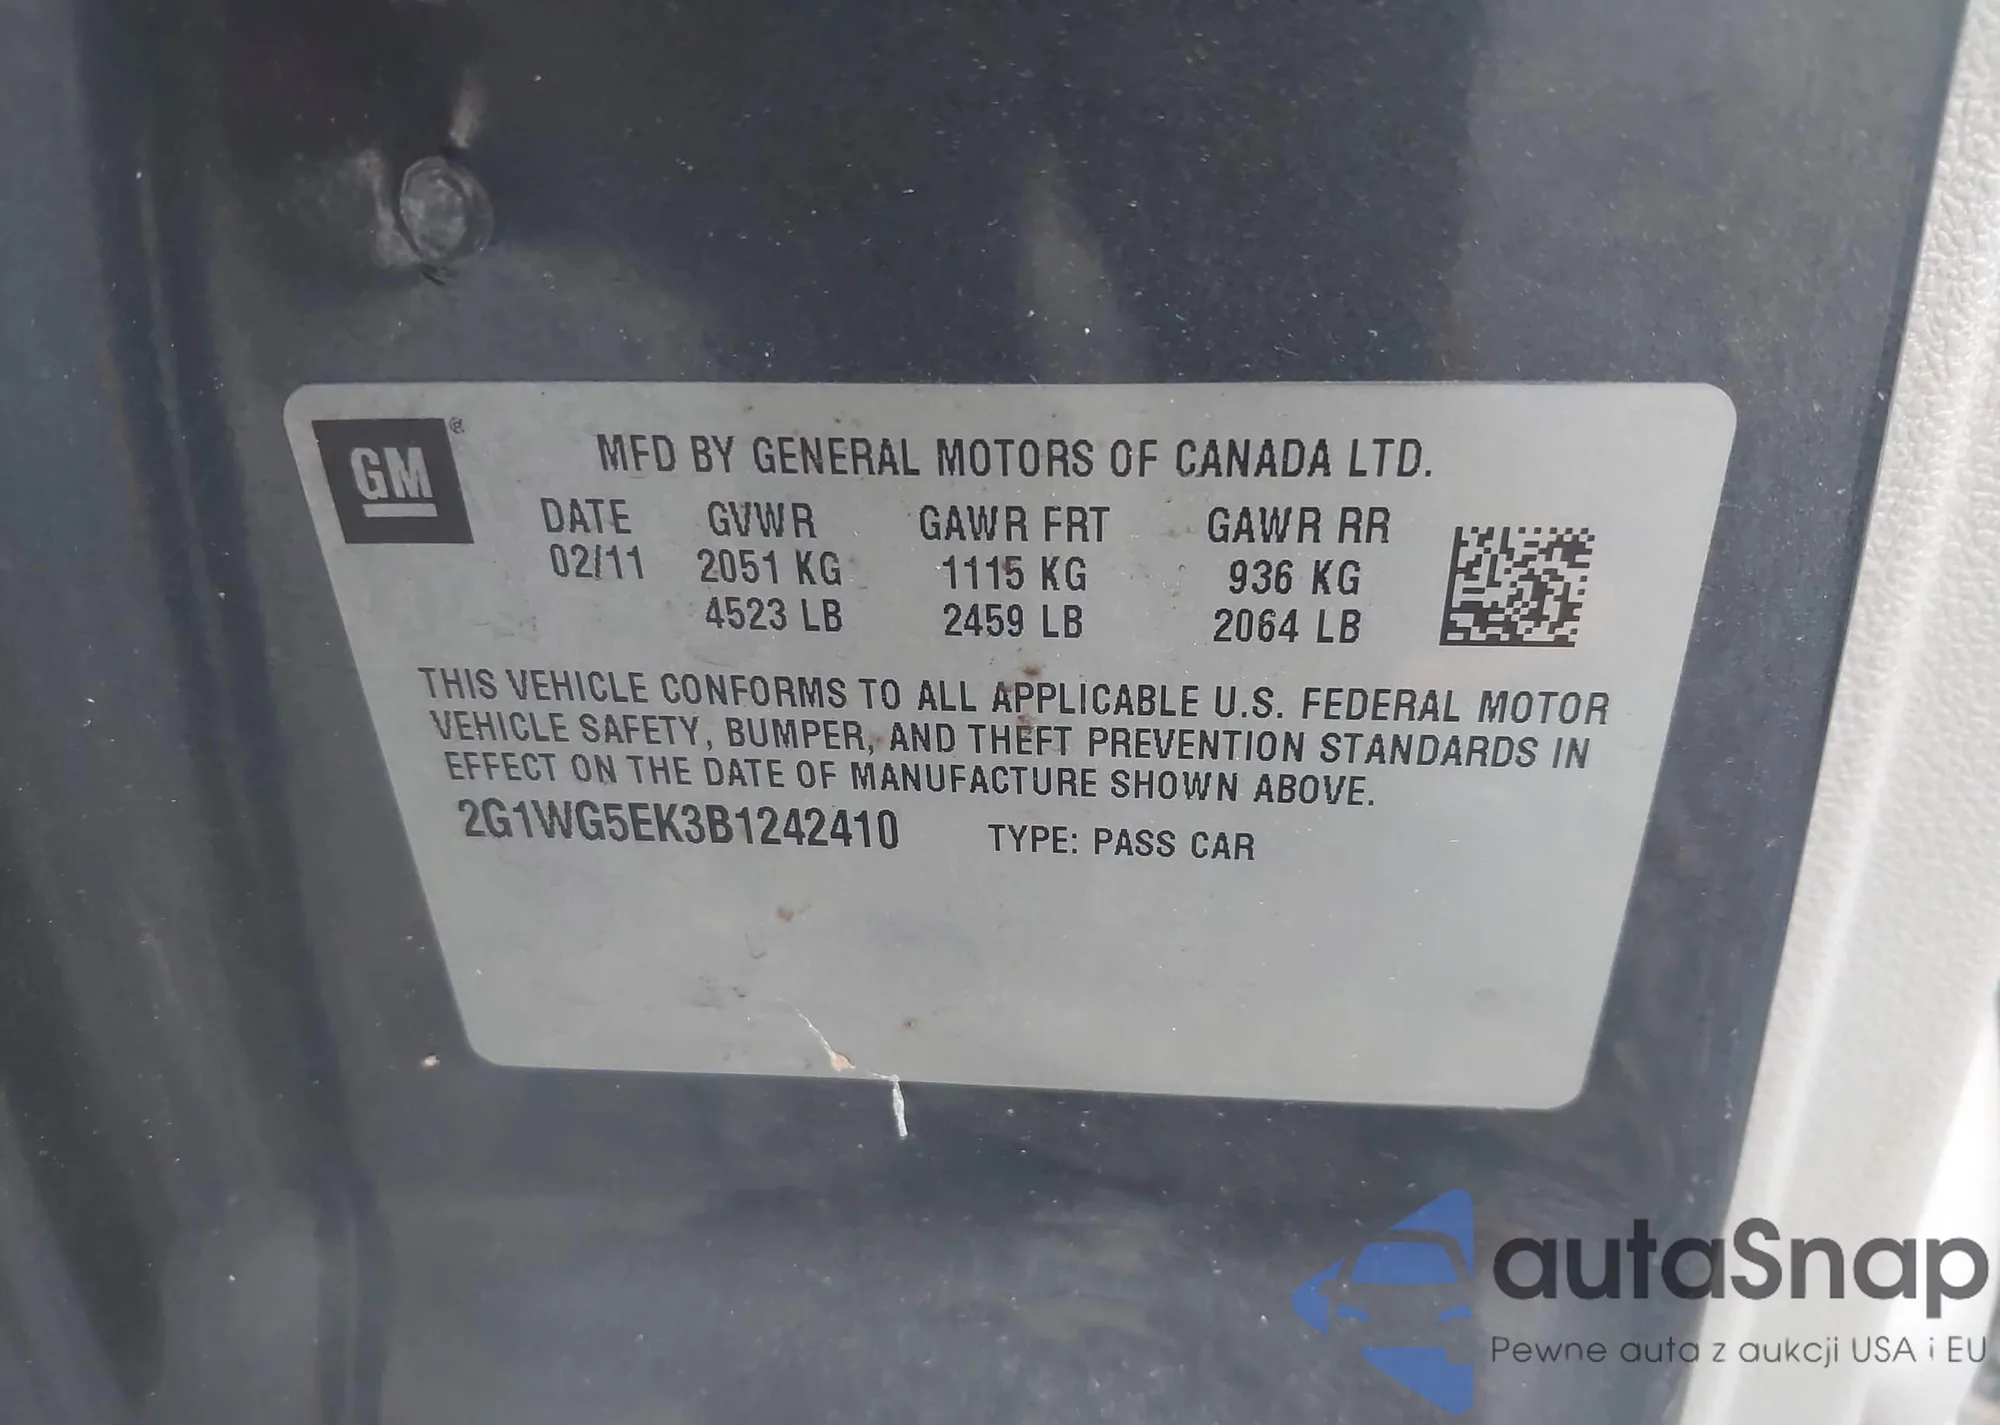 GM ®
MFD BY GENERAL MOTORS OF CANADA LTD.
DATE GVWR GAWR FRT GAWR RR
02/11 2051 KG 1115 KG 936 KG
4523 LB 2459 LB 2064 LB
THIS VEHICLE CONFORMS TO ALL APPLICABLE U.S. FEDERAL MOTOR
VEHICLE SAFETY, BUMPER, AND THEFT PREVENTION STANDARDS IN
EFFECT ON THE DATE OF MANUFACTURE SHOWN ABOVE.
2G1WG5EK3B1242410 TYPE: PASS CAR
autaSnap
Pewne auta z aukcji USA i EU